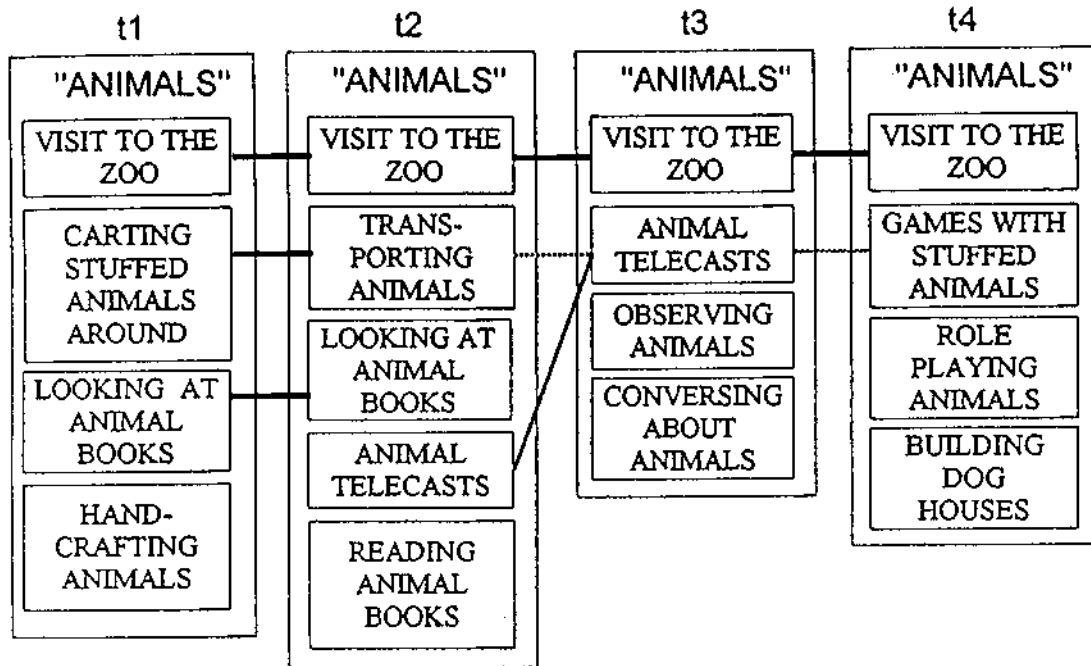 t1
"ANIMALS"
VISIT TO THE
ZOO
CARTING
STUFFED
ANIMALS
AROUND
LOOKING AT
ANIMAL
BOOKS
HAND-
CRAFTING
ANIMALS
t2
"ANIMALS"
VISIT TO THE
ZOO
TRANS-
PORTING
ANIMALS
LOOKING AT
ANIMAL
BOOKS
ANIMAL
TELECASTS
READING
ANIMAL
BOOKS
t3
"ANIMALS"
VISIT TO THE
ZOO
ANIMAL
TELECASTS
OBSERVING
ANIMALS
CONVERSING
ABOUT
ANIMALS
t4
"ANIMALS"
VISIT TO THE
ZOO
GAMES WITH
STUFFED
ANIMALS
ROLE
PLAYING
ANIMALS
BUILDING
DOG
HOUSES